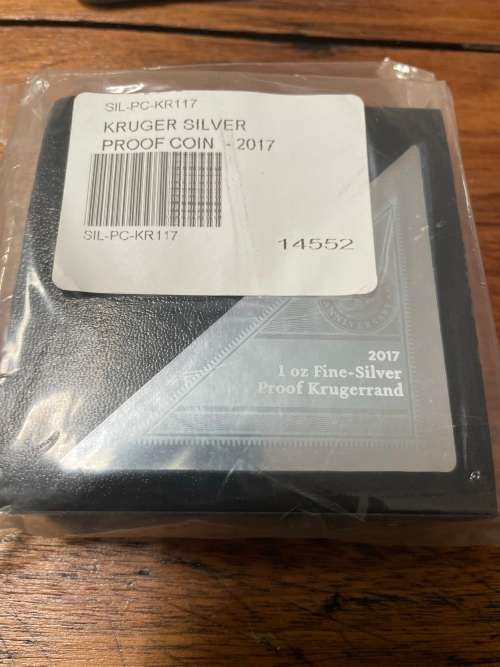 SIL-PC-KR117
KRUGER SILVER
PROOF COIN - 2017
SIL-PC-KR117
14552
ANNIVERSARY
2017
1 oz Fine-Silver
Proof Krugerrand